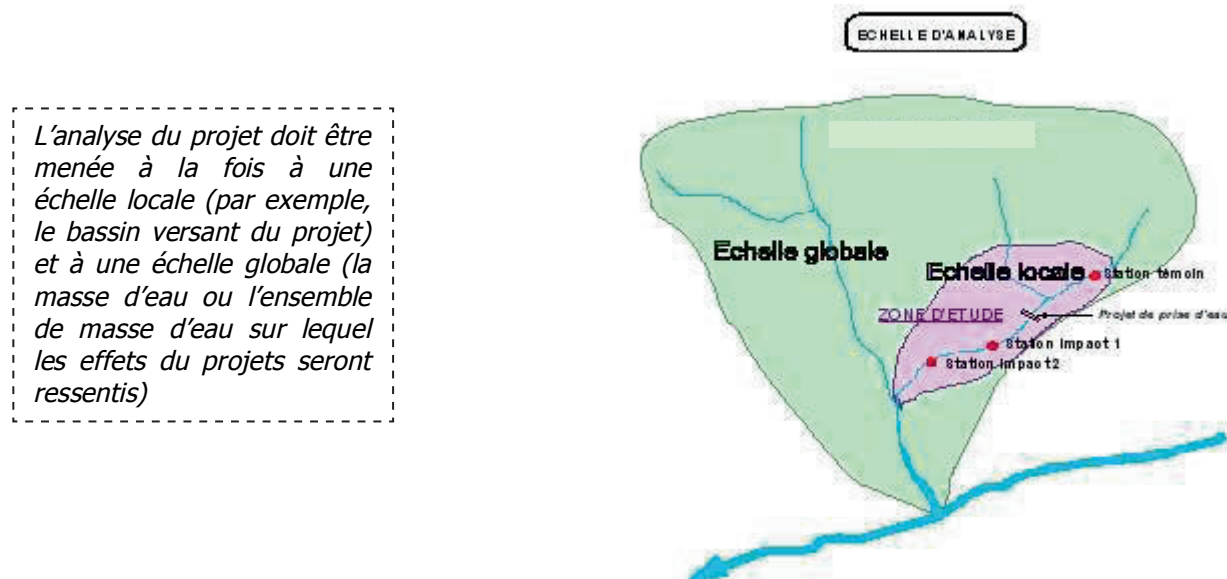 ECHELLE D'ANALYSE
L'analyse du projet doit être
menée à la fois à une
échelle locale (par exemple,
le bassin versant du projet)
et à une échelle globale (la
masse d'eau ou l'ensemble
de masse d'eau sur lequel
les effets du projets seront
ressentis)
Echelle globale
Echelle locale
Station témoin
ZONE D'ETUDE
Projet de prise d'eau
Station impact 1
Station impact2